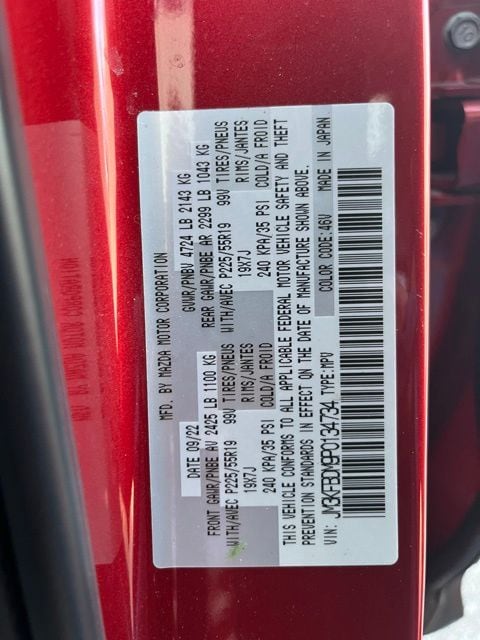 MFD. BY MAZDA MOTOR CORPORATION
DATE 09/22 GVWR/PNBV 4724 LB 2143 KG
FRONT GAWR/PNBE AV 2425 LB 1100 KG REAR GAWR/PNBE AR 2299 LB 1043 KG
WITH/AVEC P225/55R19 99V TIRES/PNEUS WITH/AVEC P225/55R19 99V TIRES/PNEUS
19X7J RIMS/JANTES 19X7J RIMS/JANTES
240 KPA/35 PSI COLD/A FROID 240 KPA/35 PSI COLD/A FROID
THIS VEHICLE CONFORMS TO ALL APPLICABLE FEDERAL MOTOR VEHICLE SAFETY AND THEFT
PREVENTION STANDARDS IN EFFECT ON THE DATE OF MANUFACTURE SHOWN ABOVE.
VIN: JM3KFBDM9P0134734 TYPE:MPV COLOR CODE:46V MADE IN JAPAN